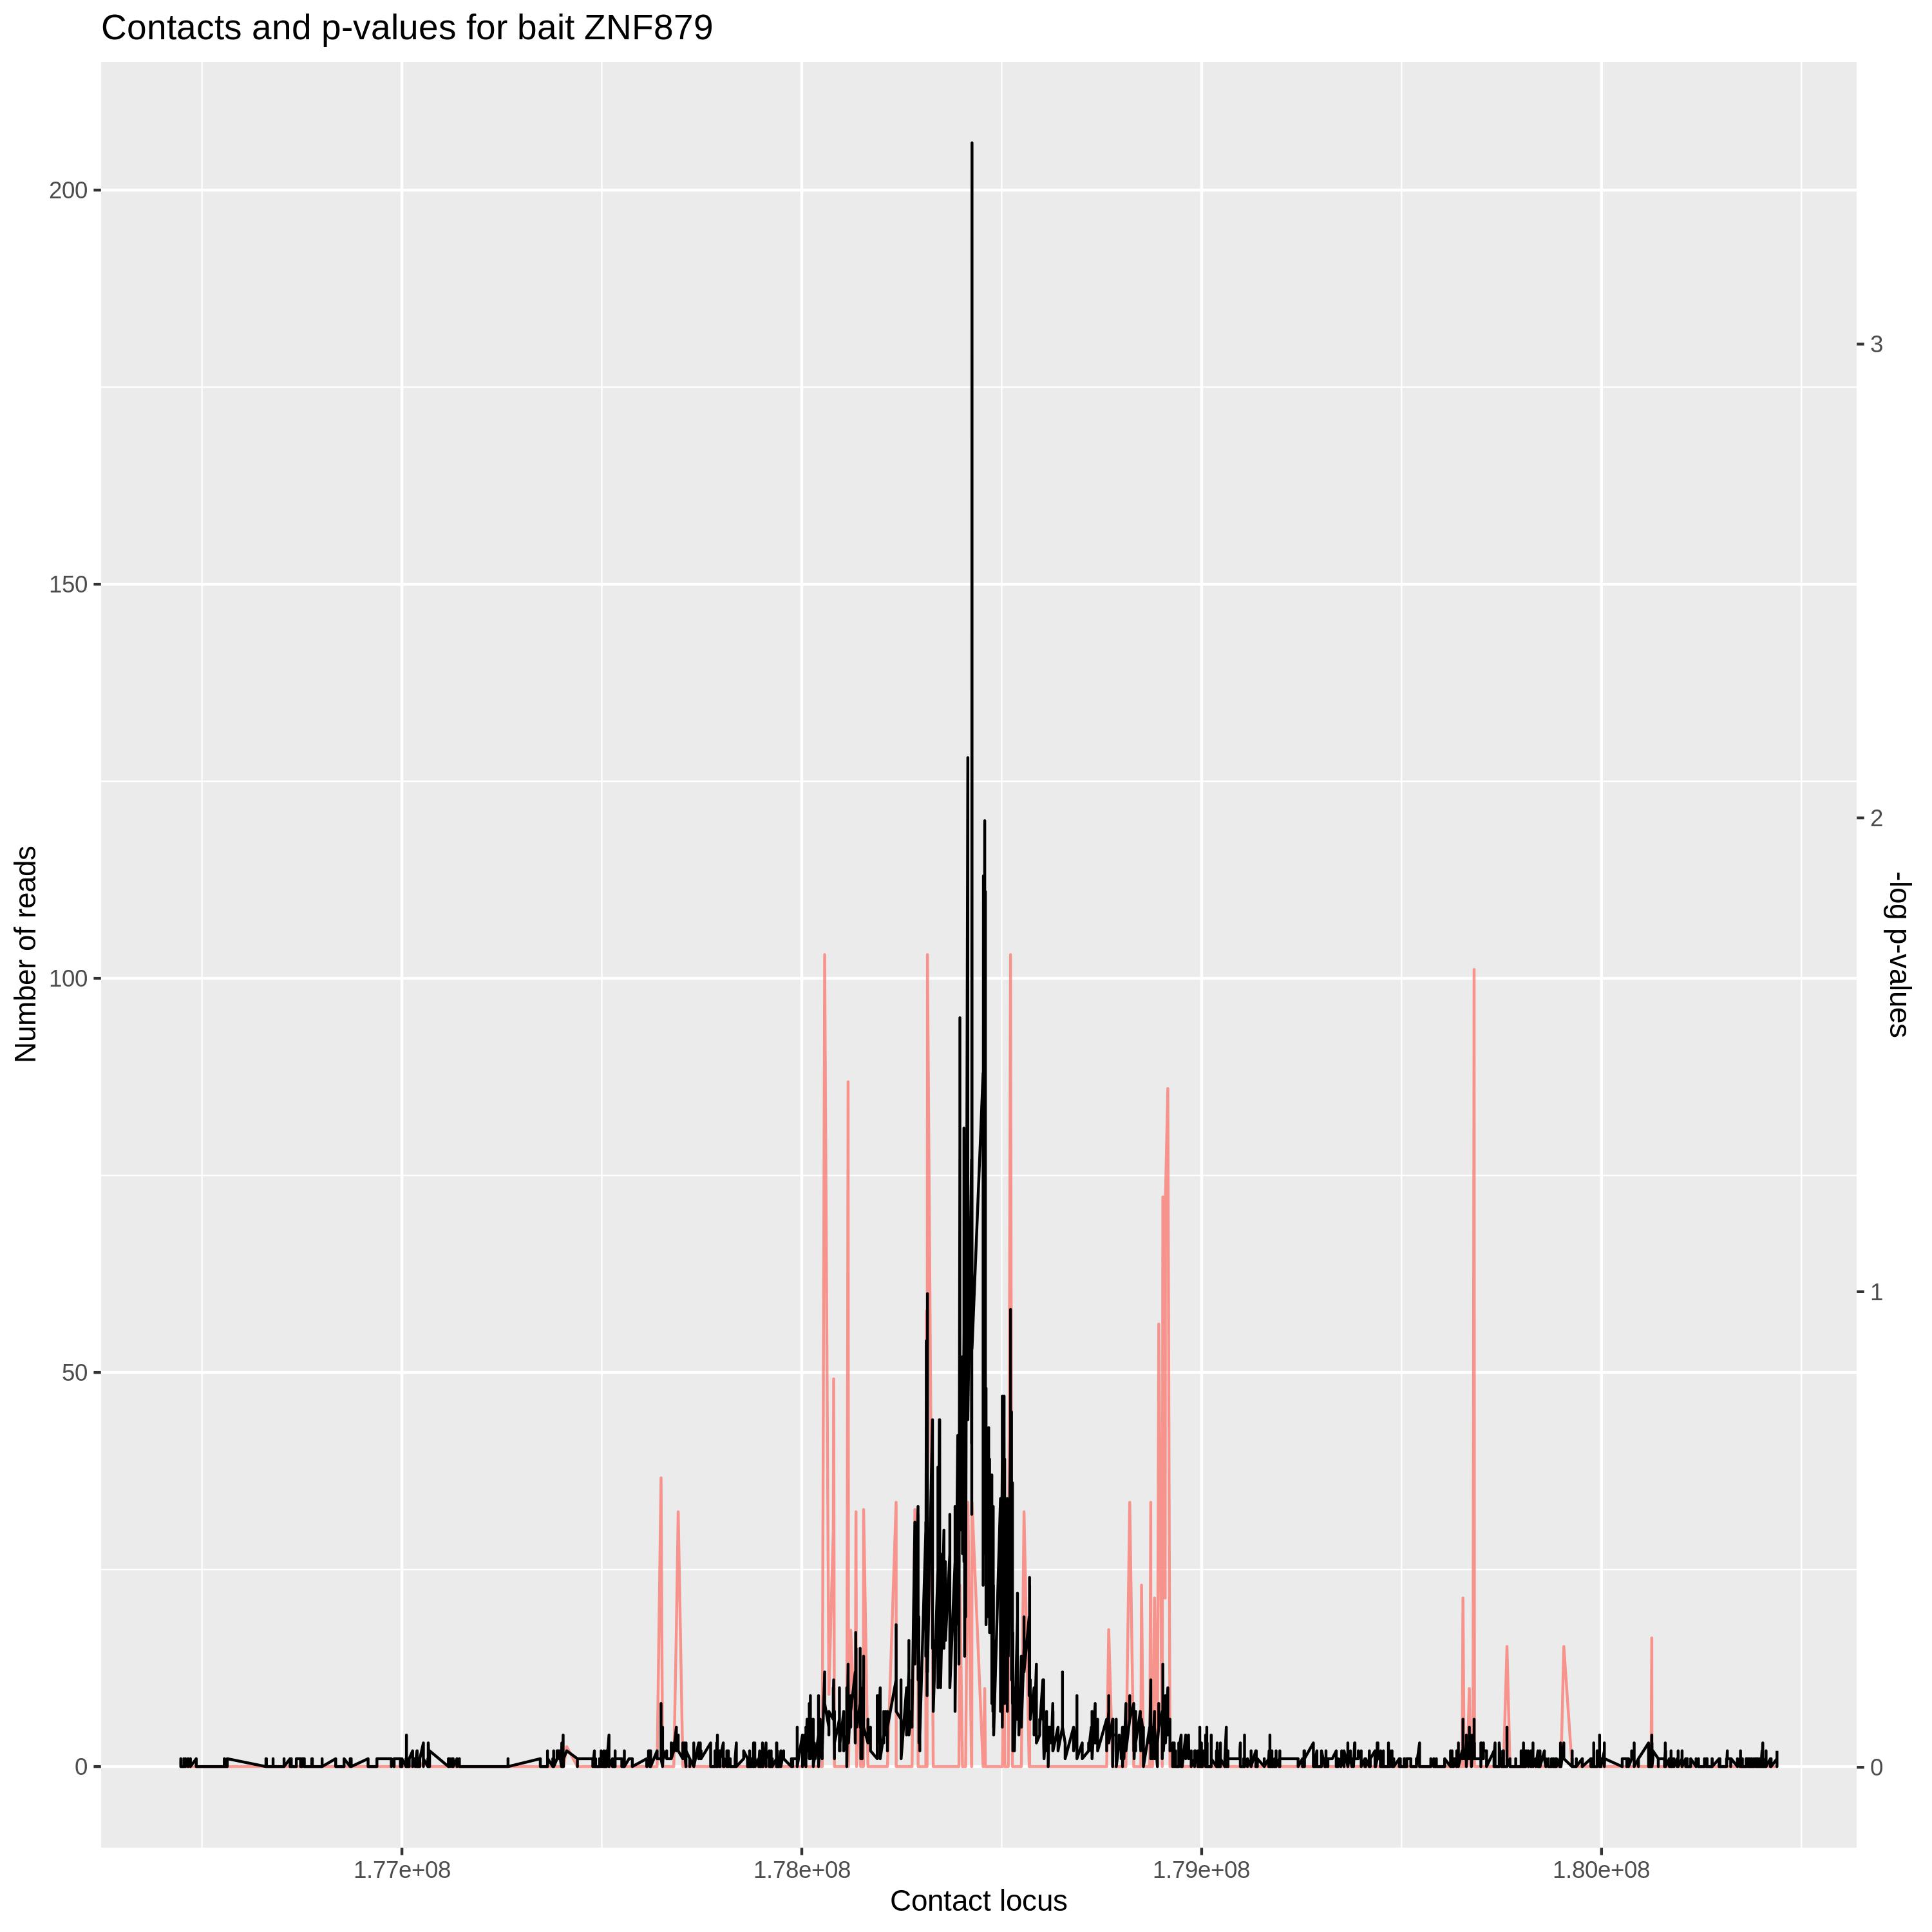 Contacts and p-values for bait ZNF879
200
150
100
50
0
Number of reads
3
2
1
0
-log p-values
1.77e+08 1.78e+08 1.79e+08 1.80e+08
Contact locus